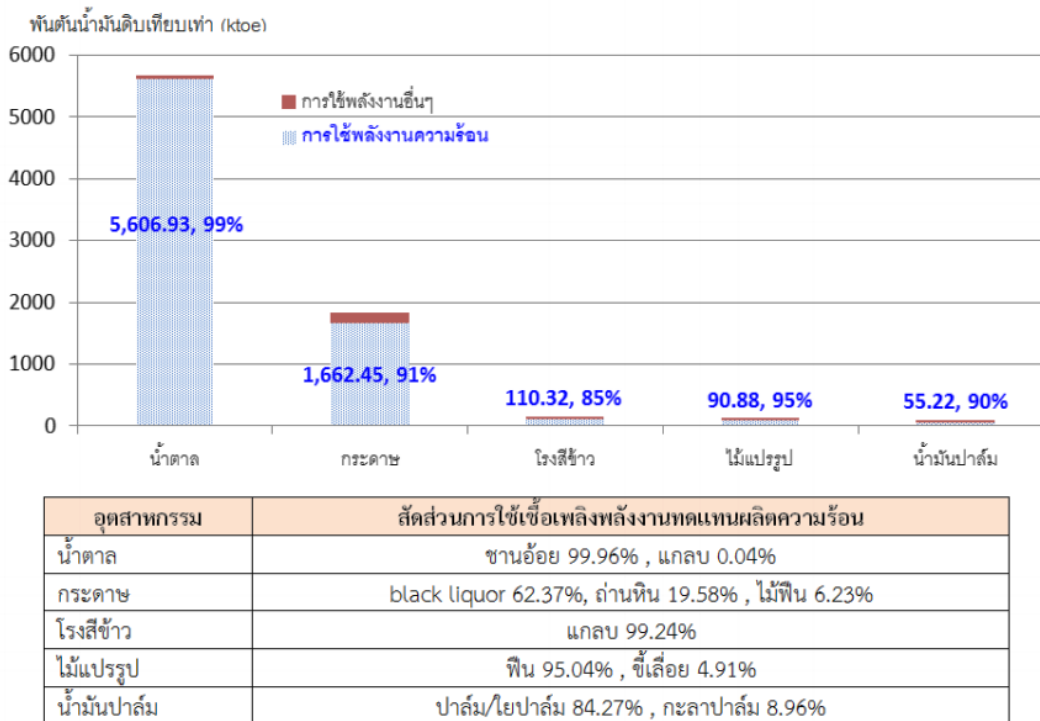 พันตันน้ำมันดิบเทียบเท่า (ktoe)
6000
5000
4000
3000
2000
1000
0
การใช้พลังงานอื่นๆ
การใช้พลังงานความร้อน
5,606.93, 99%
1,662.45, 91%
110.32, 85%
90.88, 95%
55.22, 90%
น้ำตาล กระดาษ โรงสีข้าว ไม้แปรรูป น้ำมันปาล์ม
อุตสาหกรรม สัดส่วนการใช้เชื้อเพลิงพลังงานทดแทนผลิตความร้อน
น้ำตาล ชานอ้อย 99.96% , แกลบ 0.04%
กระดาษ black liquor 62.37%, ถ่านหิน 19.58% , ไม้ฟืน 6.23%
โรงสีข้าว แกลบ 99.24%
ไม้แปรรูป ฟืน 95.04% , ขี้เลื่อย 4.91%
น้ำมันปาล์ม ปาล์ม/ใยปาล์ม 84.27% , กะลาปาล์ม 8.96%